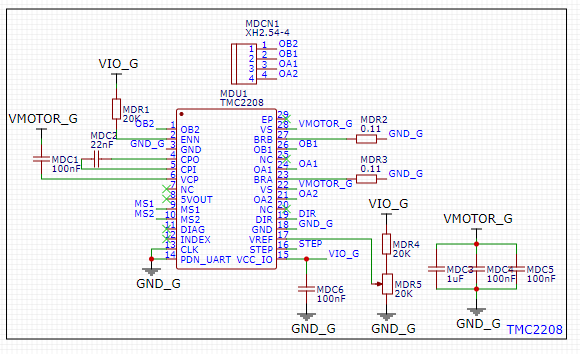 MDCN1
XH2.54-4
1 1 OB2
2 2 OB1
3 3 OA1
4 4 OA2
VIO_G
MDR1
20K
VMOTOR_G
MDC1
100nF
MDC2
22nF
MDU1
TMC2208
OB2 1 OB2
2 ENN
GND_G 3 GND
4 CPO
5 CPI
6 VCP
7 NC
8 5VOUT
MS1 9 MS1
MS2 10 MS2
11 DIAG
12 INDEX
13 CLK
14 PDN_UART
GND_G
EP 29
VS 28 VMOTOR_G
BRB 27
OB1 26 OB1
NC 25
OA1 24 OA1
BRA 23
VS 22 VMOTOR_G
OA2 21 OA2
NC 20
DIR 19 DIR
GND 18 GND_G
VREF 17
STEP 16 STEP
VCC_IO 15 VIO_G
MDR2
0.11
GND_G
MDR3
0.11
GND_G
VIO_G
MDR4
20K
MDR5
20K
GND_G
MDC6
100nF
GND_G
VMOTOR_G
MDC3
1uF
MDC4
100nF
MDC5
100nF
GND_G
TMC2208